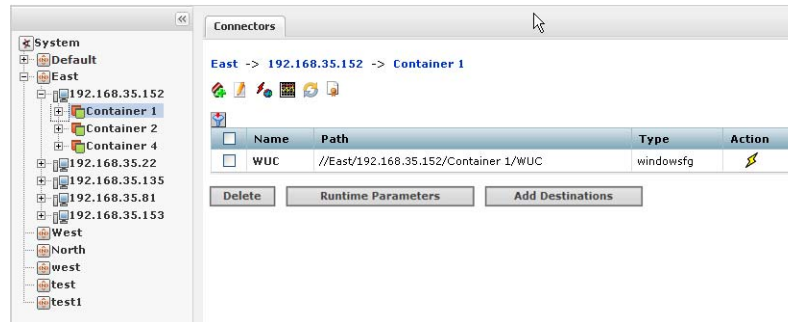 System
Default
East
192.168.35.152
Container 1
Container 2
Container 4
192.168.35.22
192.168.35.135
192.168.35.81
192.168.35.153
West
North
west
test
test1
Connectors
East -> 192.168.35.152 -> Container 1
Name Path Type Action
WUC //East/192.168.35.152/Container 1/WUC windowsfg
Delete Runtime Parameters Add Destinations